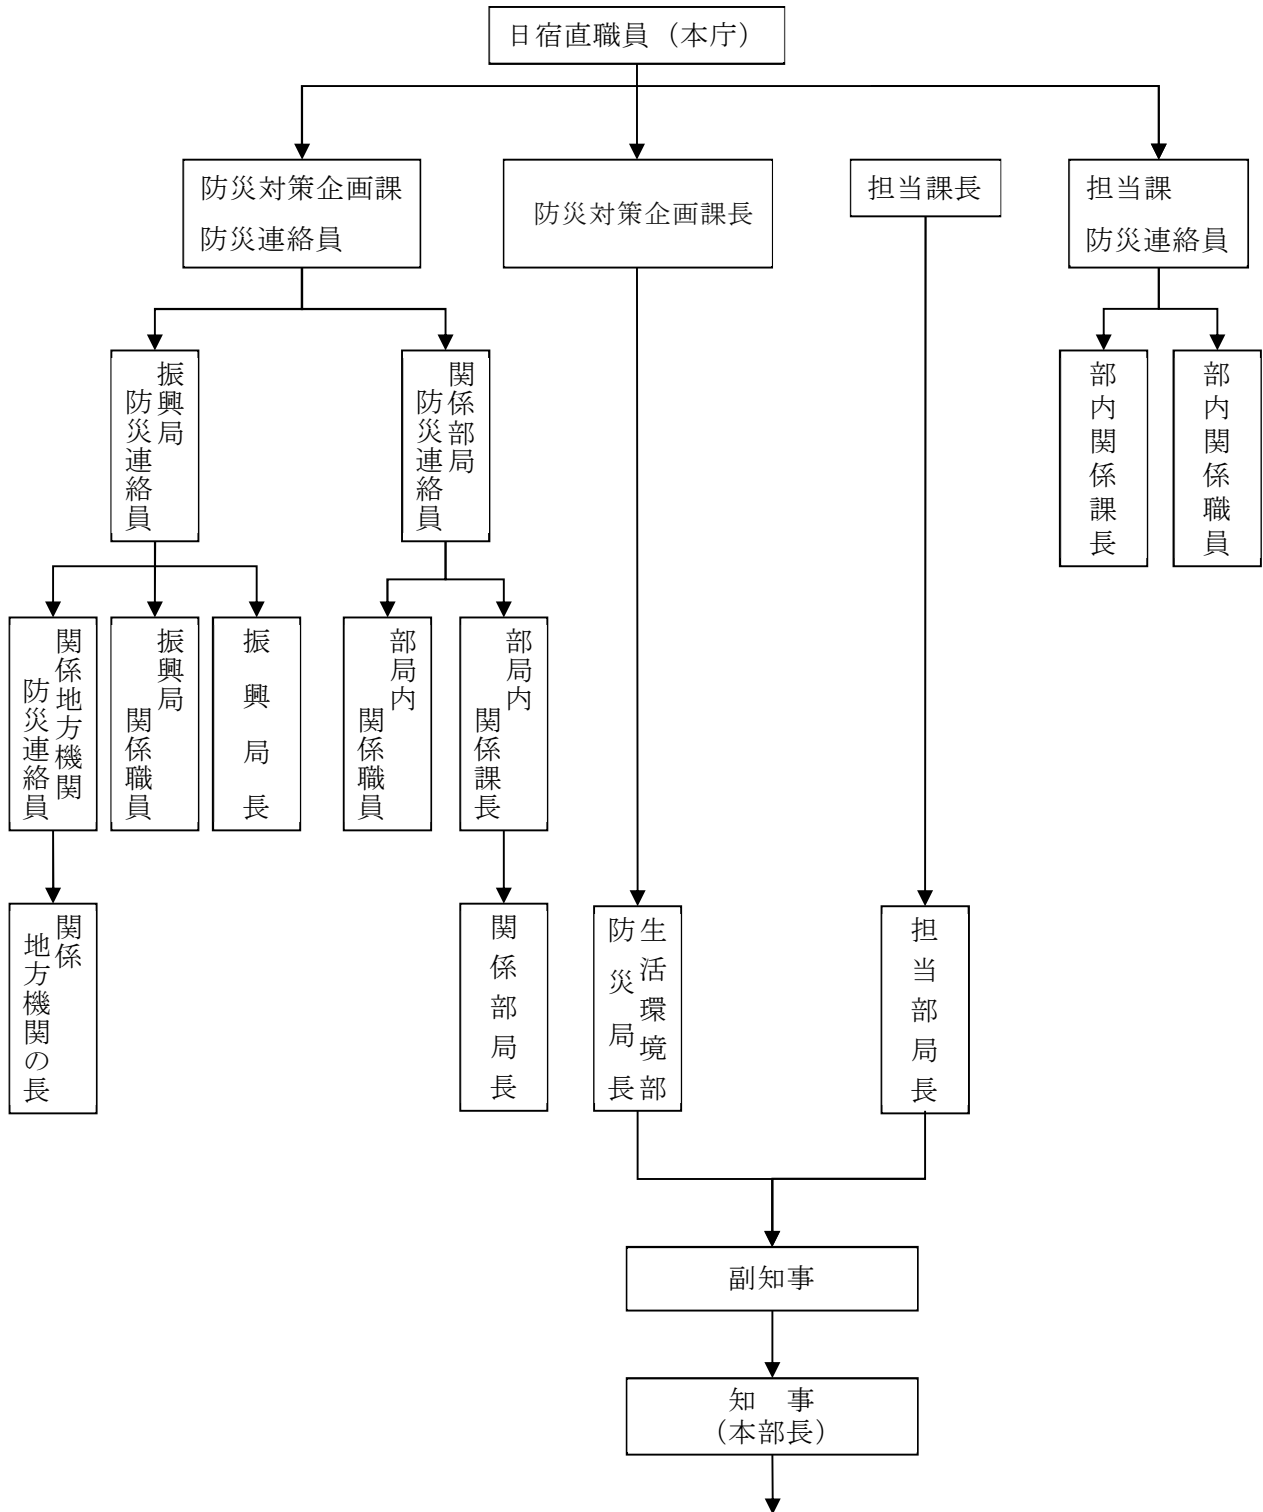 日宿直職員（本庁）
防災対策企画課
防災連絡員
防災対策企画課長
担当課長
担当課
防災連絡員
振興局
防災連絡員
関係部局
防災連絡員
部内関係課長
部内関係職員
関係地方機関
防災連絡員
振興局
関係職員
振興局長
部局内
関係職員
部局内
関係課長
関係
地方機関の長
関係部局長
生活環境部
防災局長
担当部局長
副知事
知　事
（本部長）